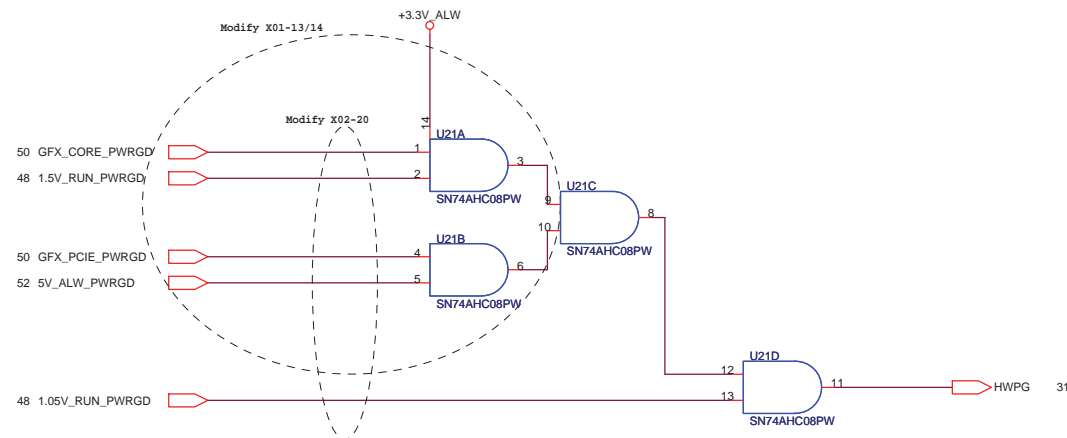 +3.3V_ALW
Modify X01-13/14
Modify X02-20
14
U21A
50 GFX_CORE_PWRGD 1
3
48 1.5V_RUN_PWRGD 2
SN74AHC08PW
U21C
9
8
10
SN74AHC08PW
U21B
50 GFX_PCIE_PWRGD 4
6
52 5V_ALW_PWRGD 5
SN74AHC08PW
U21D
12
11 HWPG 31
48 1.05V_RUN_PWRGD 13
SN74AHC08PW